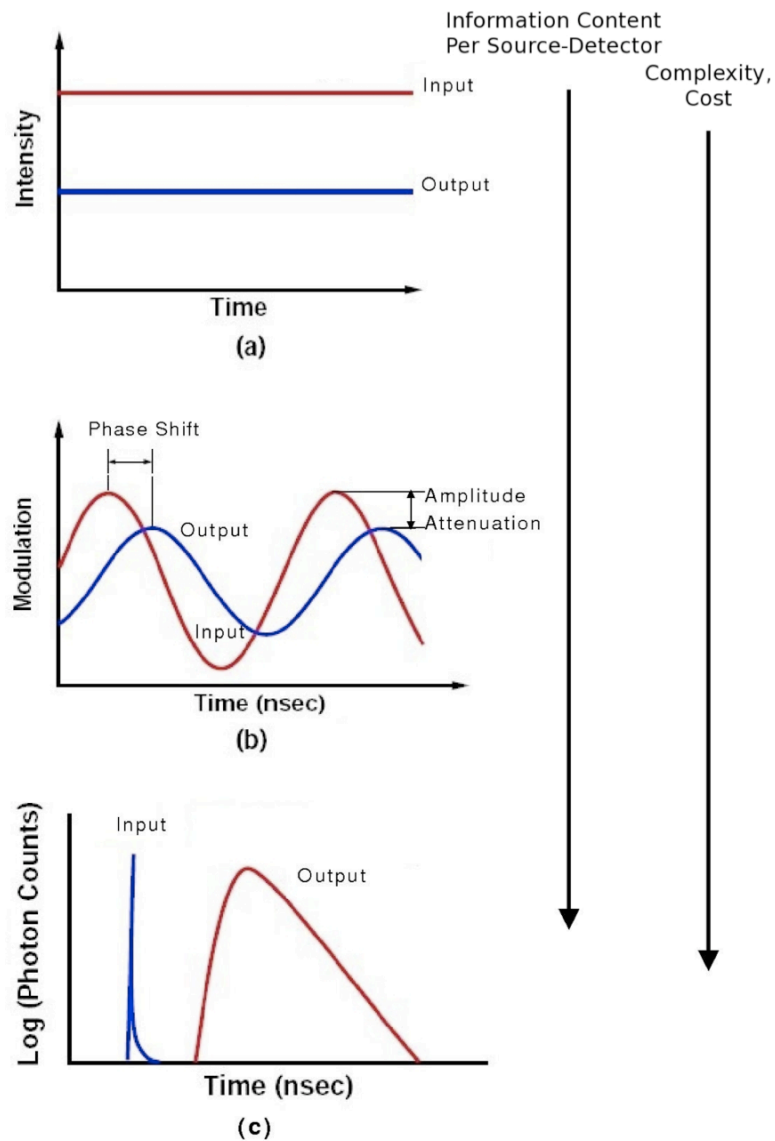 Information Content
Per Source-Detector
Complexity,
Cost
Intensity
Input
Output
Time
(a)
Phase Shift
Modulation
Output
Input
Amplitude
Attenuation
Time (nsec)
(b)
Log (Photon Counts)
Input
Output
Time (nsec)
(c)